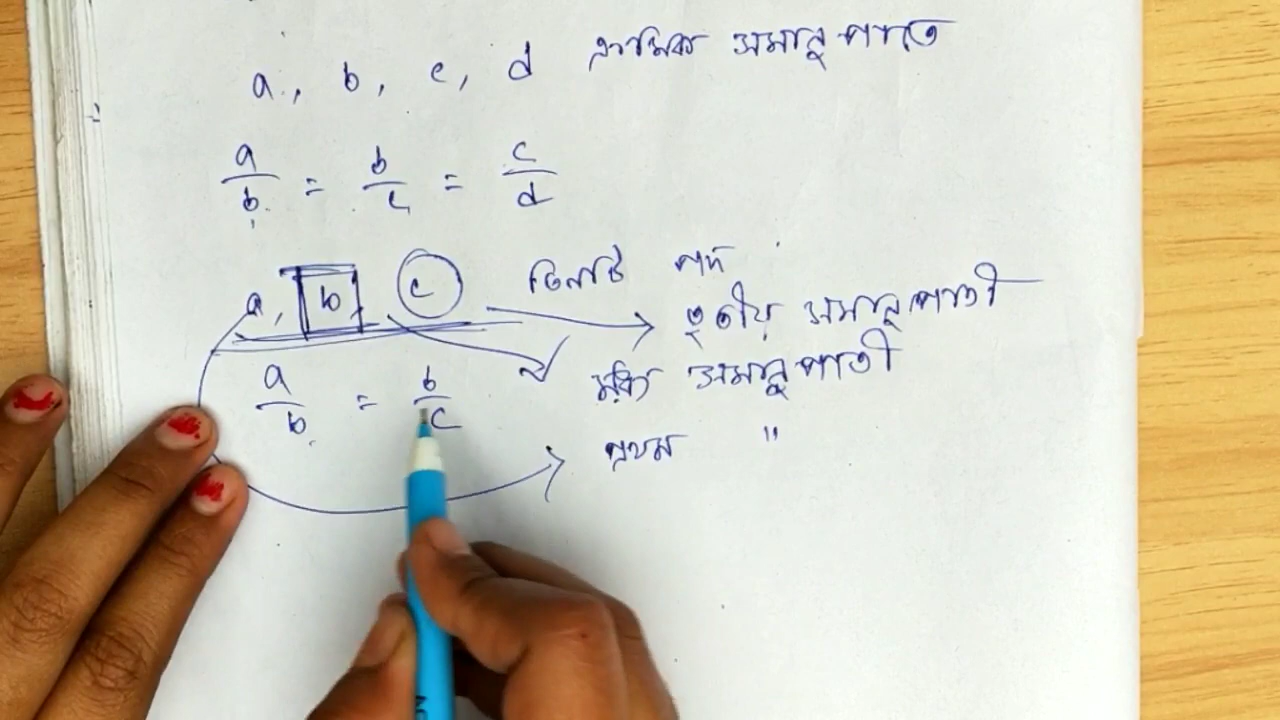 a, b, c, d ক্রমিক সমানুপাতে
a/b = b/c = c/d
a, b c তিনটি পদ
তৃতীয় সমানুপাতী
মধ্য সমানুপাতী
a/b = b/c
প্রথম "